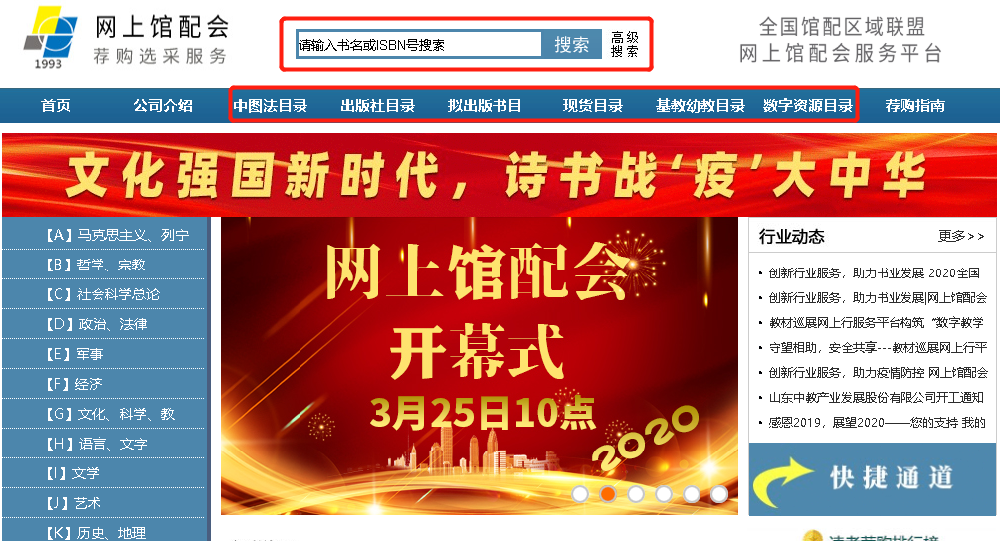 网上馆配会
荐购选采服务
1993
请输入书名或ISBN号搜索
搜索
高级
搜索
全国馆配区域联盟
网上馆配会服务平台
首页 公司介绍 中图法目录 出版社目录 拟出版书目 现货目录 基教幼教目录 数字资源目录 荐购指南
文化强国新时代，诗书战‘疫’大中华
【A】马克思主义、列宁
【B】哲学、宗教
【C】社会科学总论
【D】政治、法律
【E】军事
【F】经济
【G】文化、科学、教
【H】语言、文字
【I】文学
【J】艺术
【K】历史、地理
网上馆配会
开幕式
3月25日10点
2020
行业动态 更多>>
• 创新行业服务，助力书业发展 2020全国
• 创新行业服务，助力书业发展|网上馆配会
• 教材巡展网上行服务平台构筑“数字教学
• 守望相助，安全共享---教材巡展网上行平
• 创新行业服务，助力疫情防控 网上馆配会
• 山东中教产业发展股份有限公司开工通知
• 感恩2019，展望2020——您的支持 我的
快捷通道